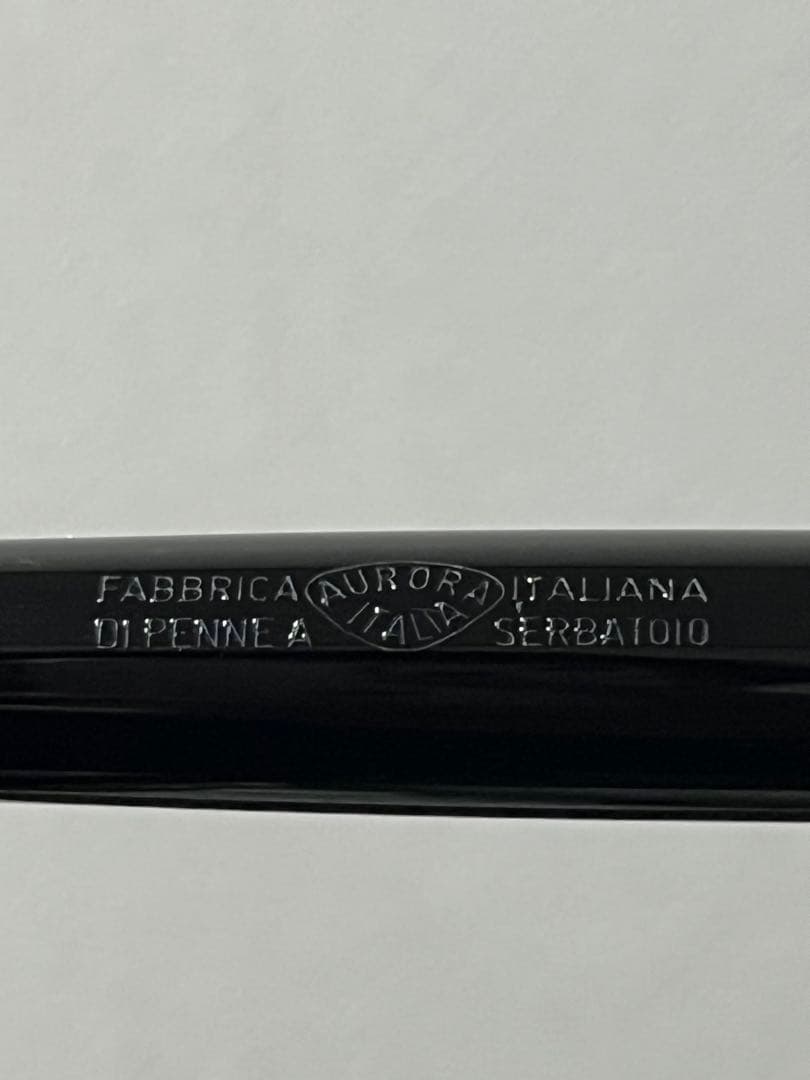 FABBRICA AURORA ITALIANA
DI PENNE A ITALIA SERBATOIO